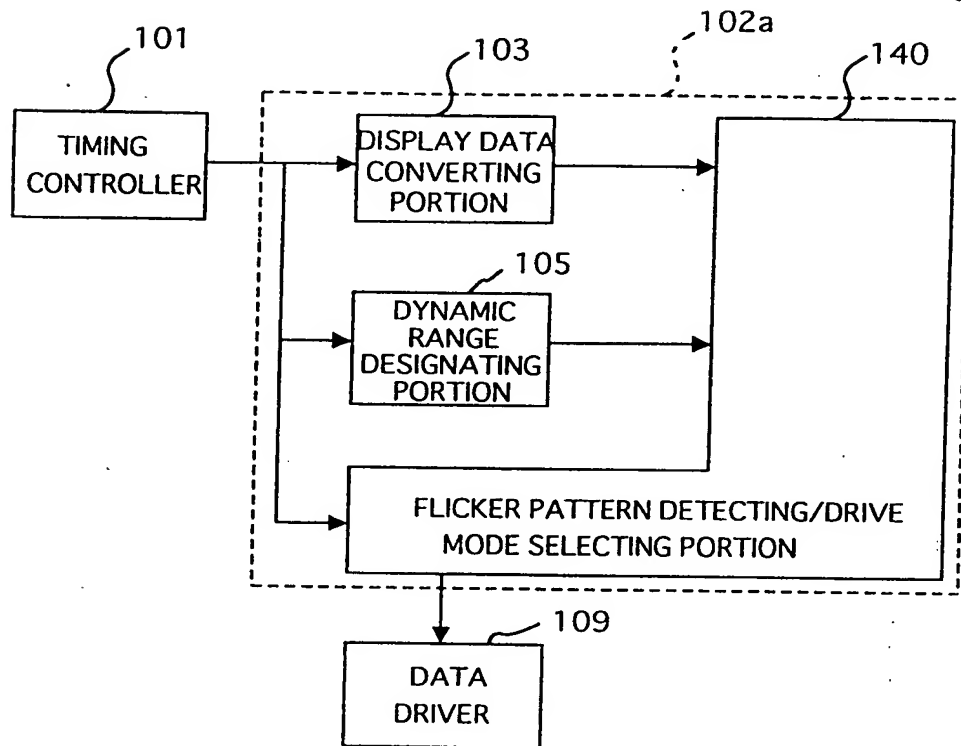 101
103
102a
140
TIMING
CONTROLLER
DISPLAY DATA
CONVERTING
PORTION
105
DYNAMIC
RANGE
DESIGNATING
PORTION
FLICKER PATTERN DETECTING/DRIVE
MODE SELECTING PORTION
109
DATA
DRIVER